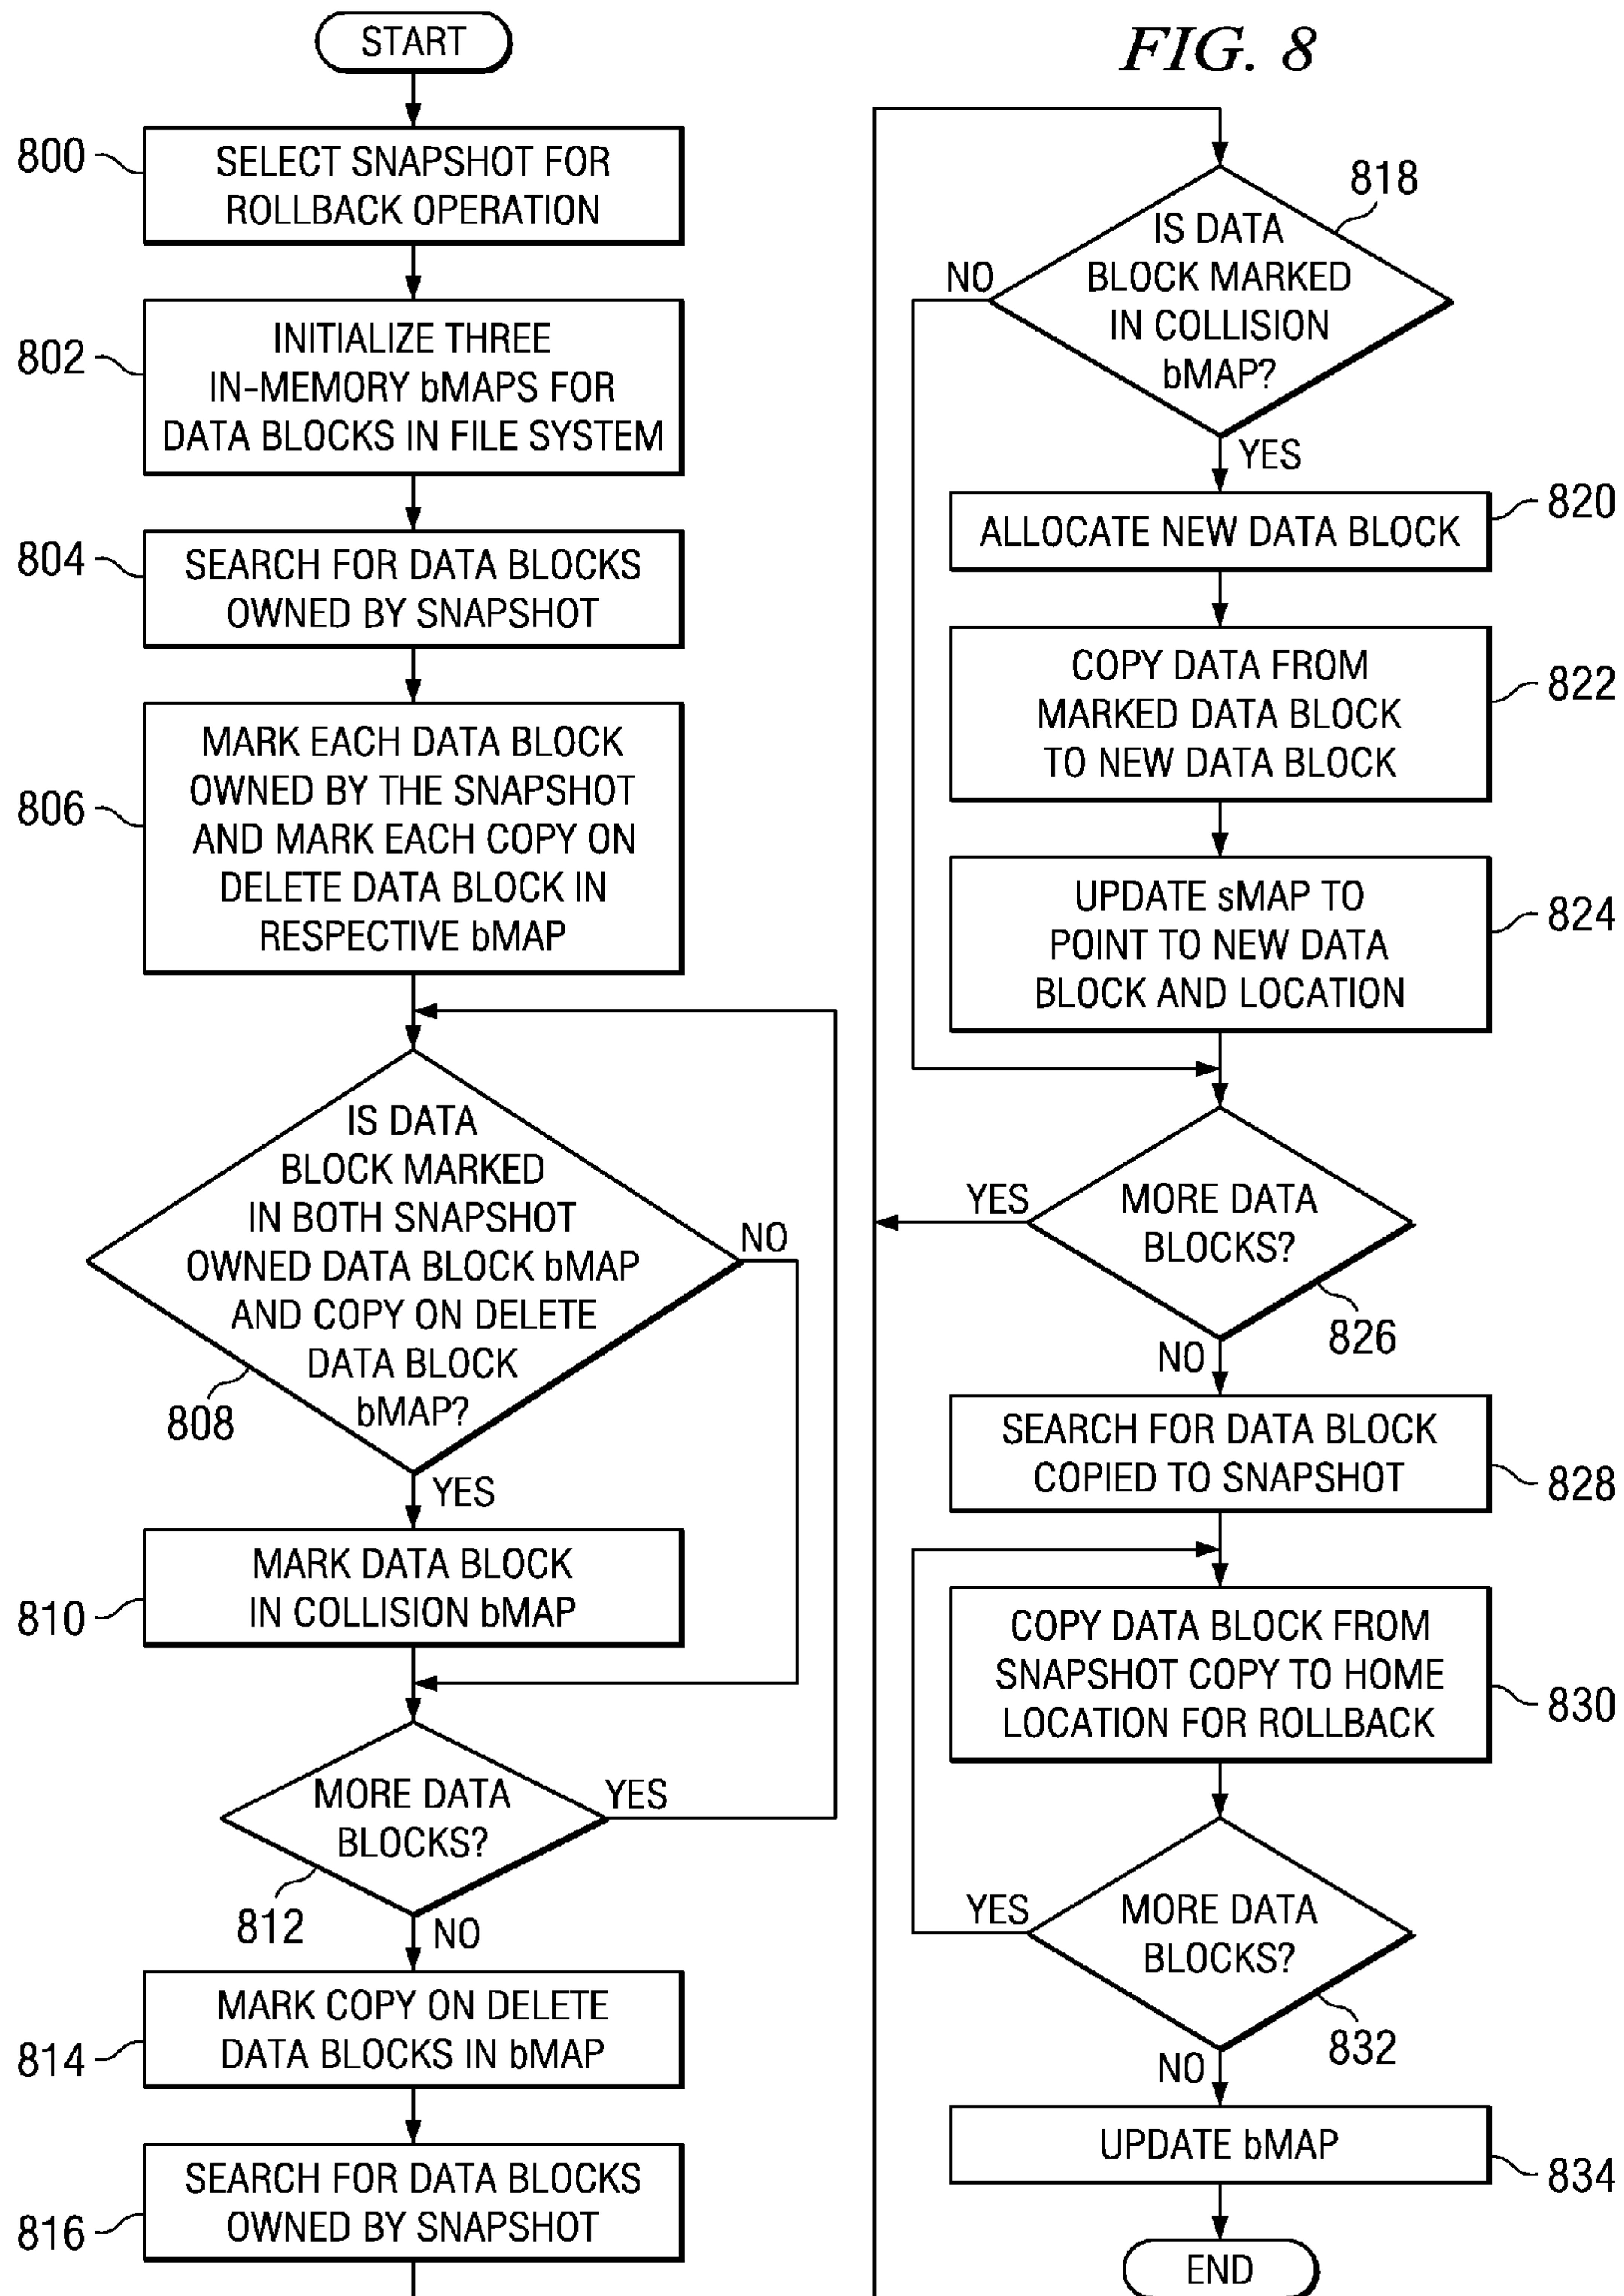 FIG. 8
START
800
SELECT SNAPSHOT FOR
ROLLBACK OPERATION
802
INITIALIZE THREE
IN-MEMORY bMAPS FOR
DATA BLOCKS IN FILE SYSTEM
804
SEARCH FOR DATA BLOCKS
OWNED BY SNAPSHOT
806
MARK EACH DATA BLOCK
OWNED BY THE SNAPSHOT
AND MARK EACH COPY ON
DELETE DATA BLOCK IN
RESPECTIVE bMAP
IS DATA
BLOCK MARKED
IN BOTH SNAPSHOT
OWNED DATA BLOCK bMAP
AND COPY ON DELETE
DATA BLOCK
bMAP?
NO
808
YES
810
MARK DATA BLOCK
IN COLLISION bMAP
MORE DATA
BLOCKS?
YES
812
NO
814
MARK COPY ON DELETE
DATA BLOCKS IN bMAP
816
SEARCH FOR DATA BLOCKS
OWNED BY SNAPSHOT
818
IS DATA
BLOCK MARKED
IN COLLISION
bMAP?
NO
YES
820
ALLOCATE NEW DATA BLOCK
822
COPY DATA FROM
MARKED DATA BLOCK
TO NEW DATA BLOCK
824
UPDATE sMAP TO
POINT TO NEW DATA
BLOCK AND LOCATION
YES
MORE DATA
BLOCKS?
826
NO
828
SEARCH FOR DATA BLOCK
COPIED TO SNAPSHOT
830
COPY DATA BLOCK FROM
SNAPSHOT COPY TO HOME
LOCATION FOR ROLLBACK
YES
MORE DATA
BLOCKS?
832
NO
834
UPDATE bMAP
END